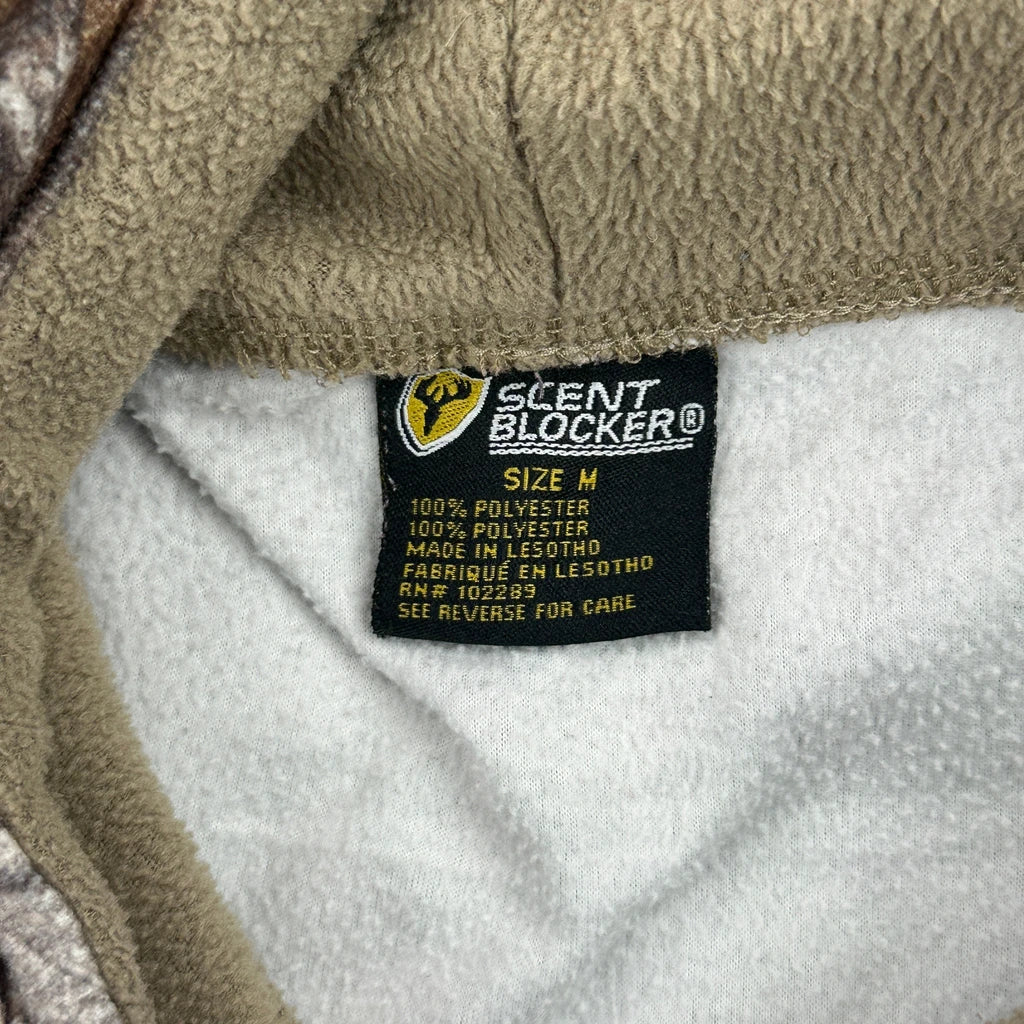 SCENT
BLOCKER®
SIZE M
100% POLYESTER
100% POLYESTER
MADE IN LESOTHO
FABRIQUÉ EN LESOTHO
RN# 102289
SEE REVERSE FOR CARE